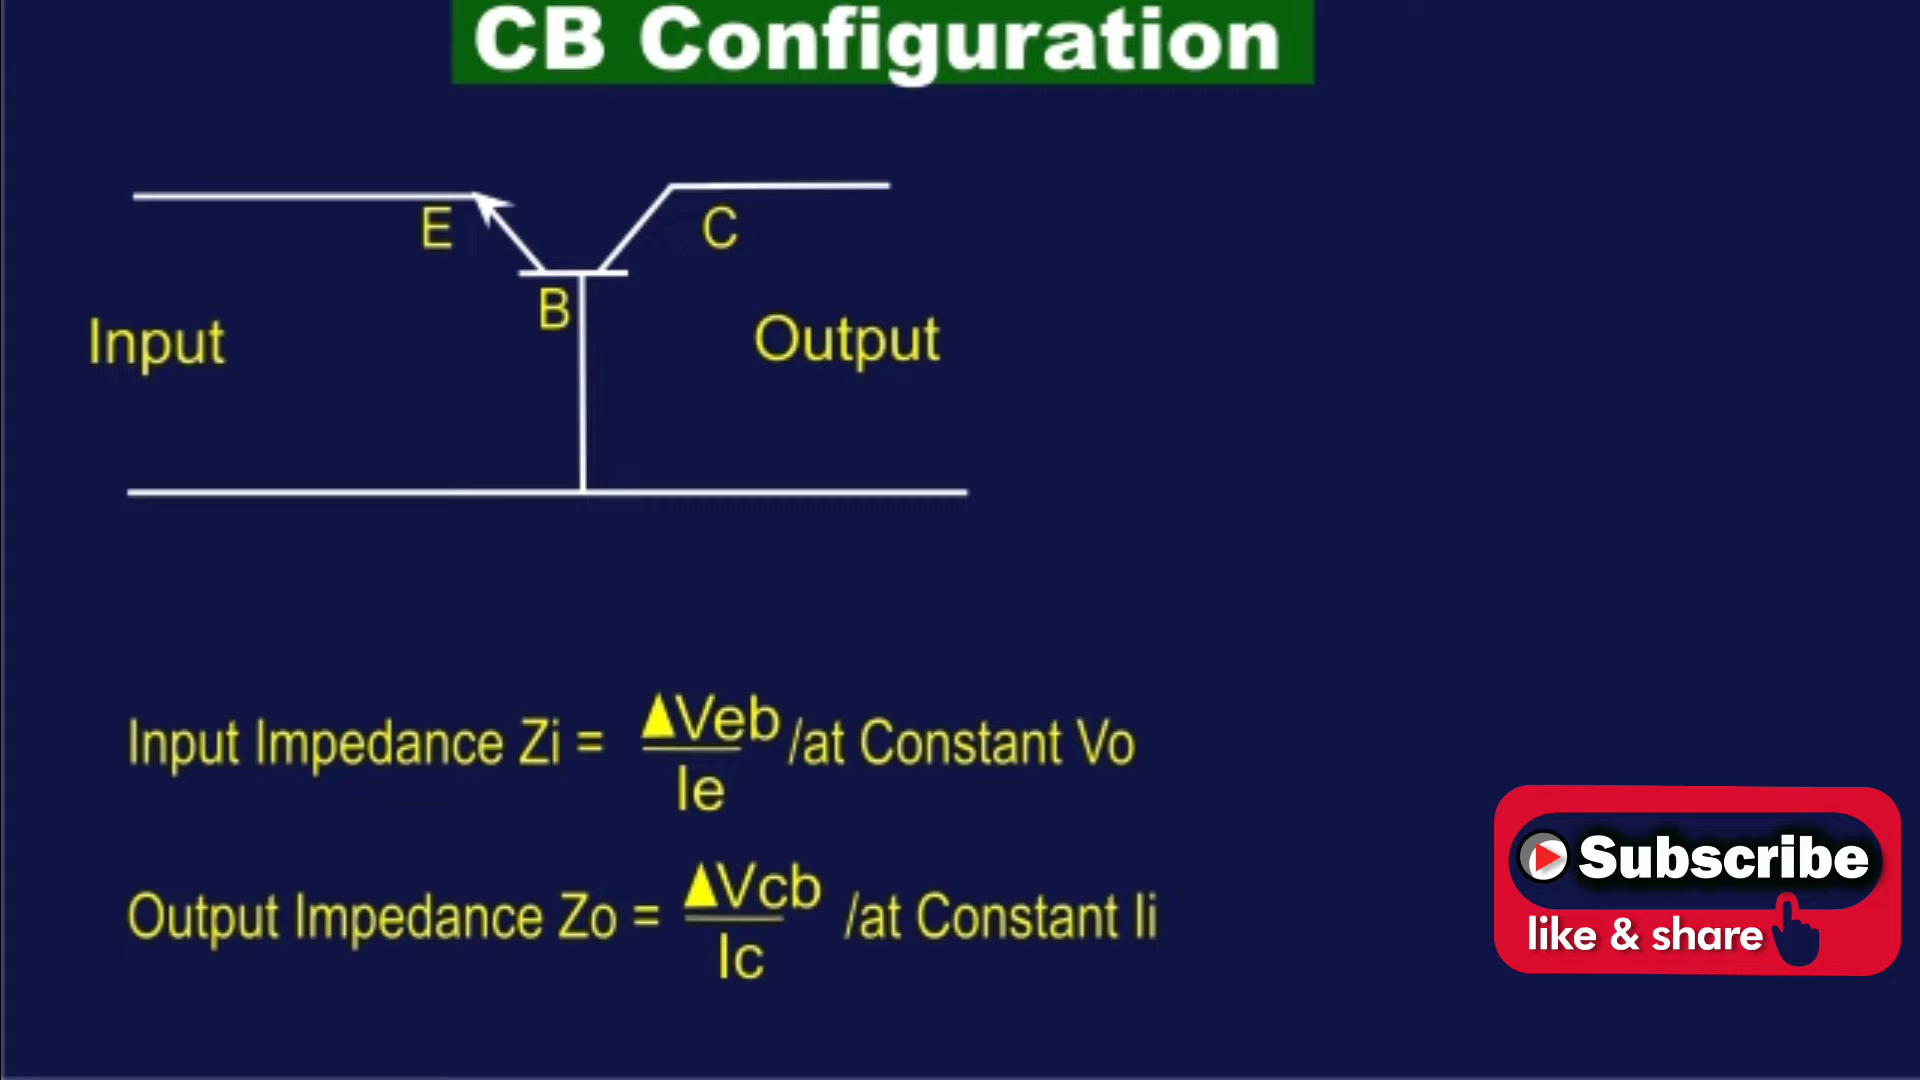 CB Configuration
E
C
B
Input
Output
Input Impedance Zi = ▲Veb /at Constant Vo
Ie
Output Impedance Zo = ▲Vcb /at Constant Ii
Ic
Subscribe
like & share